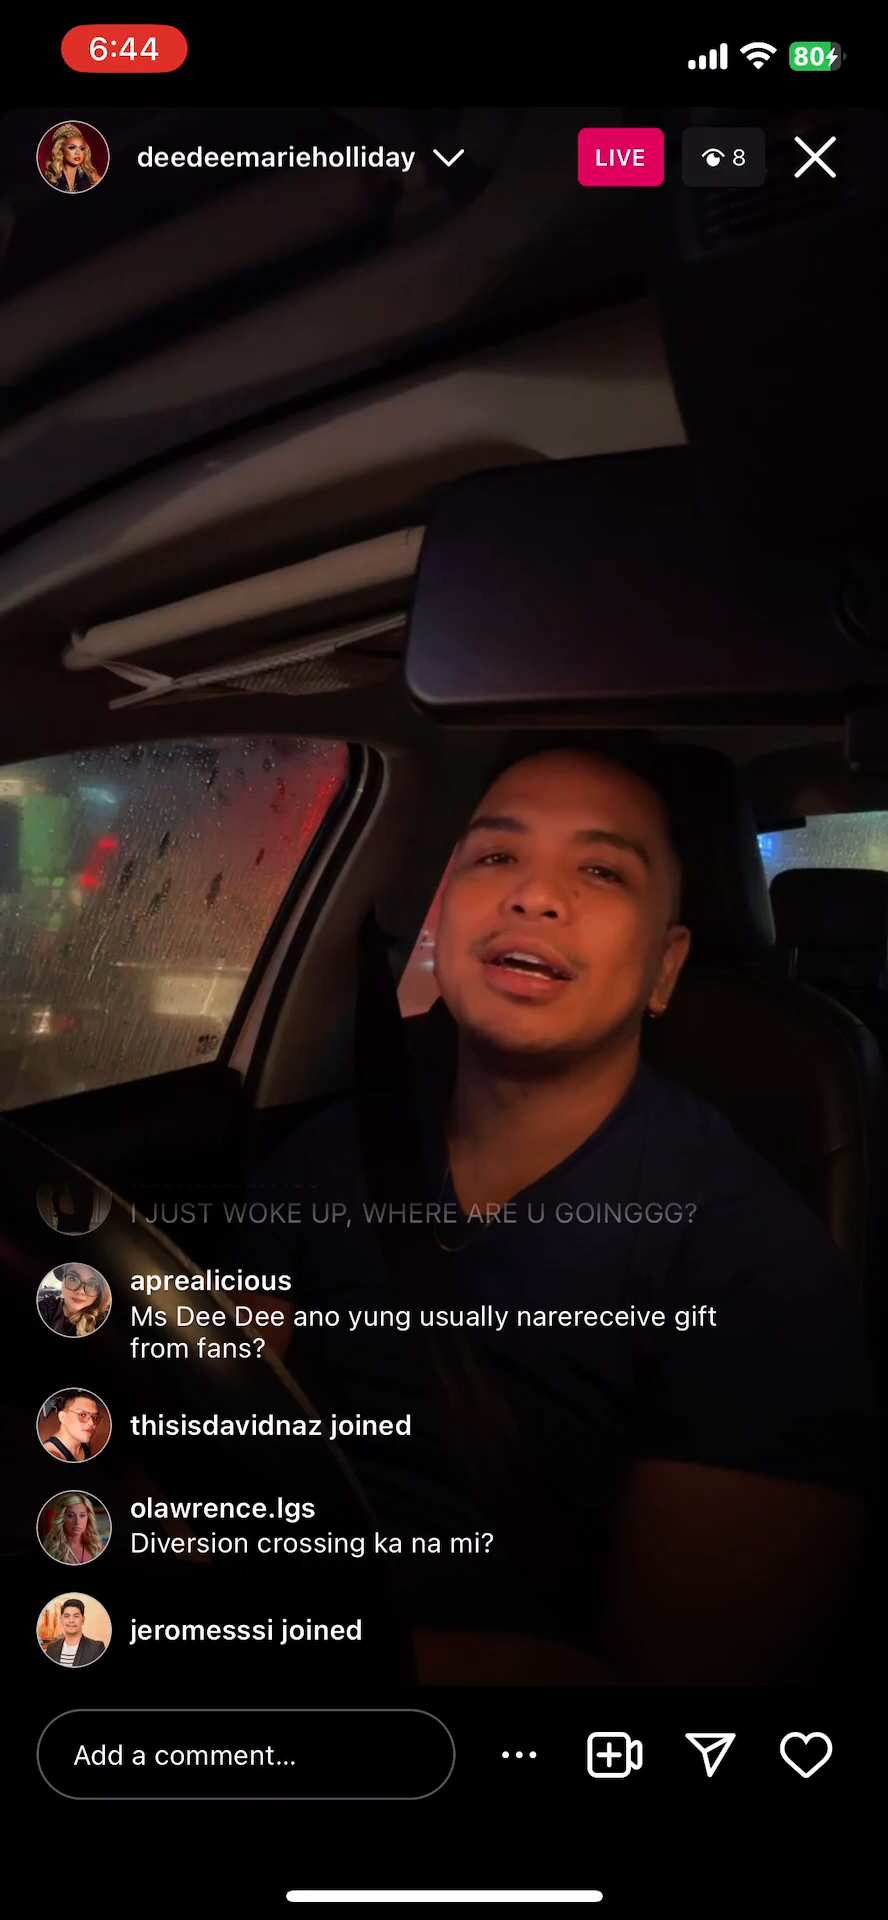 6:44
80
deedeemarieholliday
LIVE
8
I JUST WOKE UP, WHERE ARE U GOINGGG?
aprealicious
Ms Dee Dee ano yung usually narereceive gift
from fans?
thisisdavidnaz joined
olawrence.lgs
Diversion crossing ka na mi?
jeromesssi joined
Add a comment...